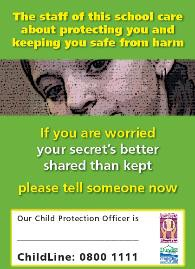 The staff of this school care
about protecting you and
keeping you safe from harm
If you are worried
your secret's better
shared than kept
please tell someone now
Our Child Protection Officer is
ChildLine: 0800 1111